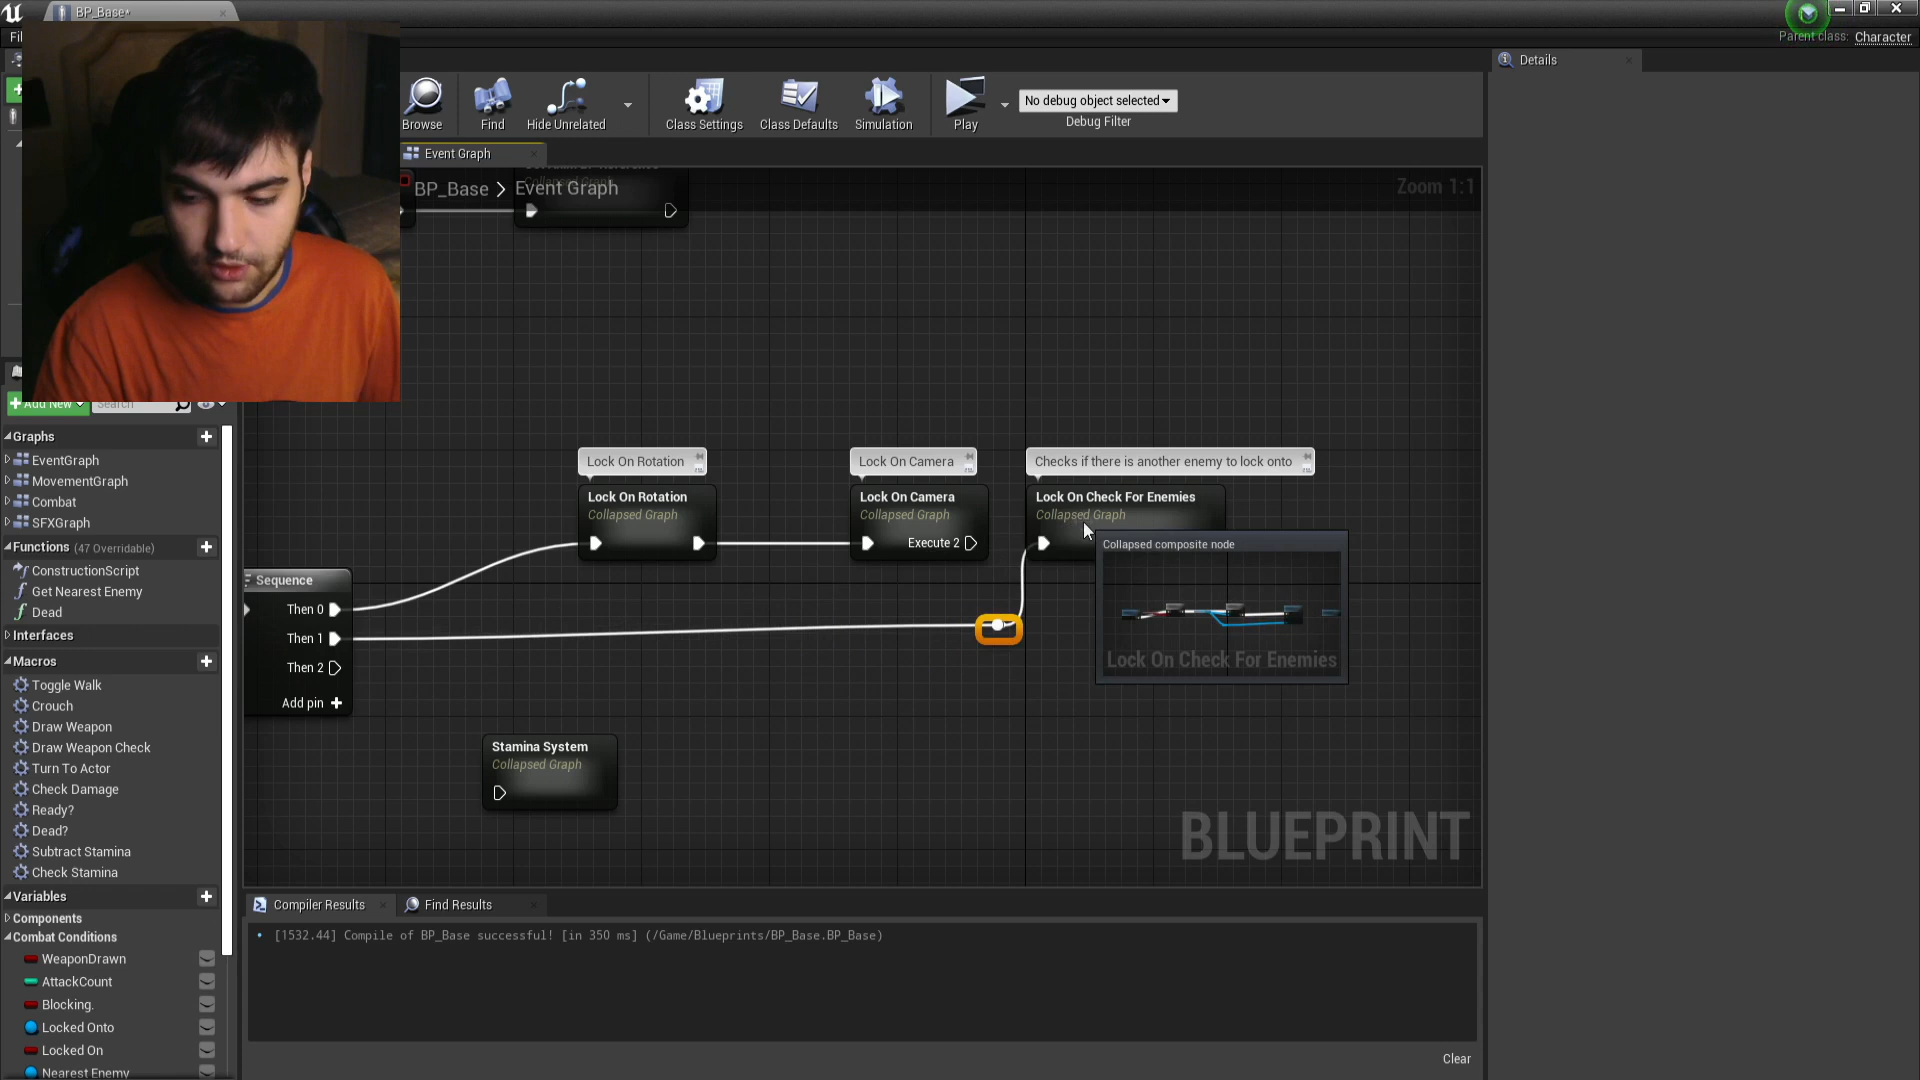 BP_Base*
Fil
Parent class: Character
Browse
Find
Hide Unrelated
Class Settings
Class Defaults
Simulation
Play
No debug object selected
Debug Filter
Details
Event Graph
BP_Base > Event Graph
Collapsed Graph
Zoom 1:1
Add New
Search
Graphs
EventGraph
MovementGraph
Combat
SFXGraph
Functions (47 Overridable)
ConstructionScript
Get Nearest Enemy
Dead
Interfaces
Macros
Toggle Walk
Crouch
Draw Weapon
Draw Weapon Check
Turn To Actor
Check Damage
Ready?
Dead?
Subtract Stamina
Check Stamina
Variables
Components
Combat Conditions
WeaponDrawn
AttackCount
Blocking.
Locked Onto
Locked On
Nearest Enemy
Sequence
Then 0
Then 1
Then 2
Add pin
Lock On Rotation
Lock On Rotation
Collapsed Graph
Lock On Camera
Lock On Camera
Collapsed Graph
Execute 2
Checks if there is another enemy to lock onto
Lock On Check For Enemies
Collapsed Graph
Collapsed composite node
Lock On Check For Enemies
Stamina System
Collapsed Graph
BLUEPRINT
Compiler Results
Find Results
[1532.44] Compile of BP_Base successful! [in 350 ms] (/Game/Blueprints/BP_Base.BP_Base)
Clear